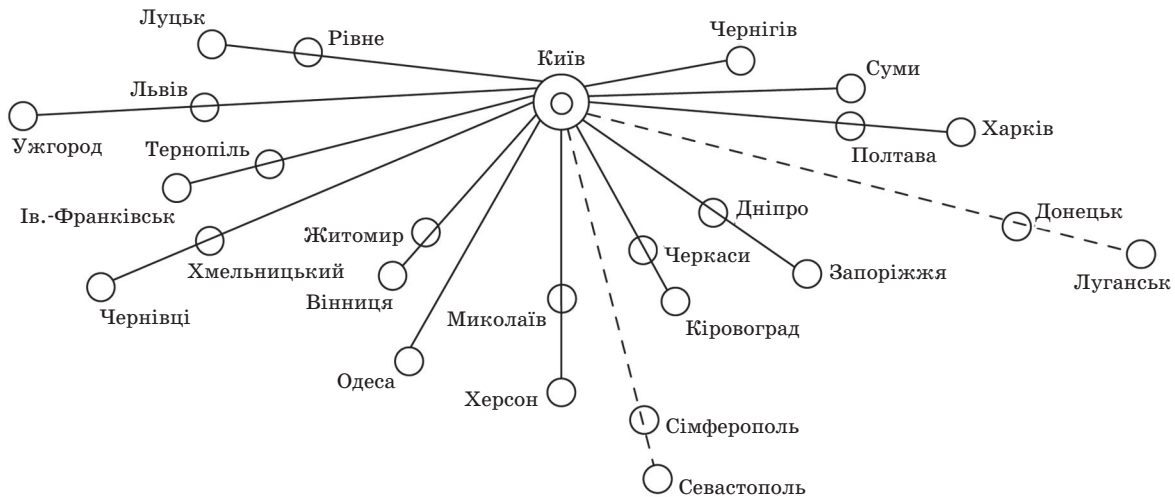 Луцьк
Рівне
Київ
Чернігів
Суми
Львів
Ужгород
Харків
Полтава
Тернопіль
Ів.-Франківськ
Дніпро
Донецьк
Житомир
Черкаси
Хмельницький
Запоріжжя
Луганськ
Вінниця
Чернівці
Миколаїв
Кіровоград
Одеса
Херсон
Сімферополь
Севастополь